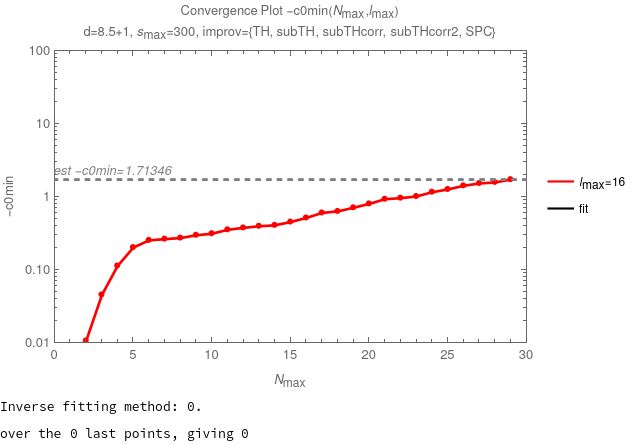 Convergence Plot −c0min(Nmax,lmax)
d=8.5+1, smax=300, improv={TH, subTH, subTHcorr, subTHcorr2, SPC}
100
10
1
0.10
0.01
−c0min
est −c0min=1.71346
0 5 10 15 20 25 30
Nmax
lmax=16
fit
Inverse fitting method: 0.
over the 0 last points, giving 0